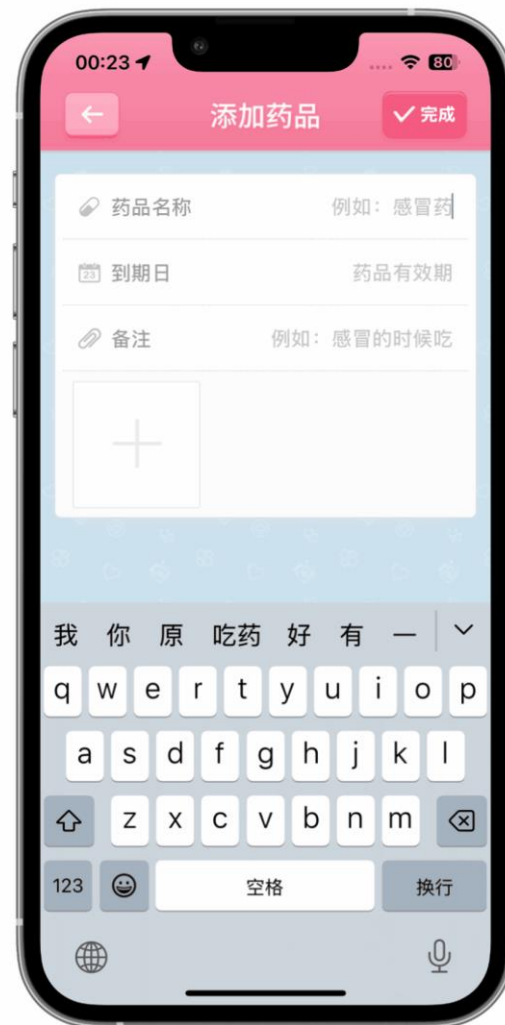 00:23
80
添加药品
完成
药品名称 例如：感冒药
23 到期日 药品有效期
备注 例如：感冒的时候吃
我 你 原 吃药 好 有 一
q w e r t y u i o p
a s d f g h j k l
z x c v b n m
123 空格 换行